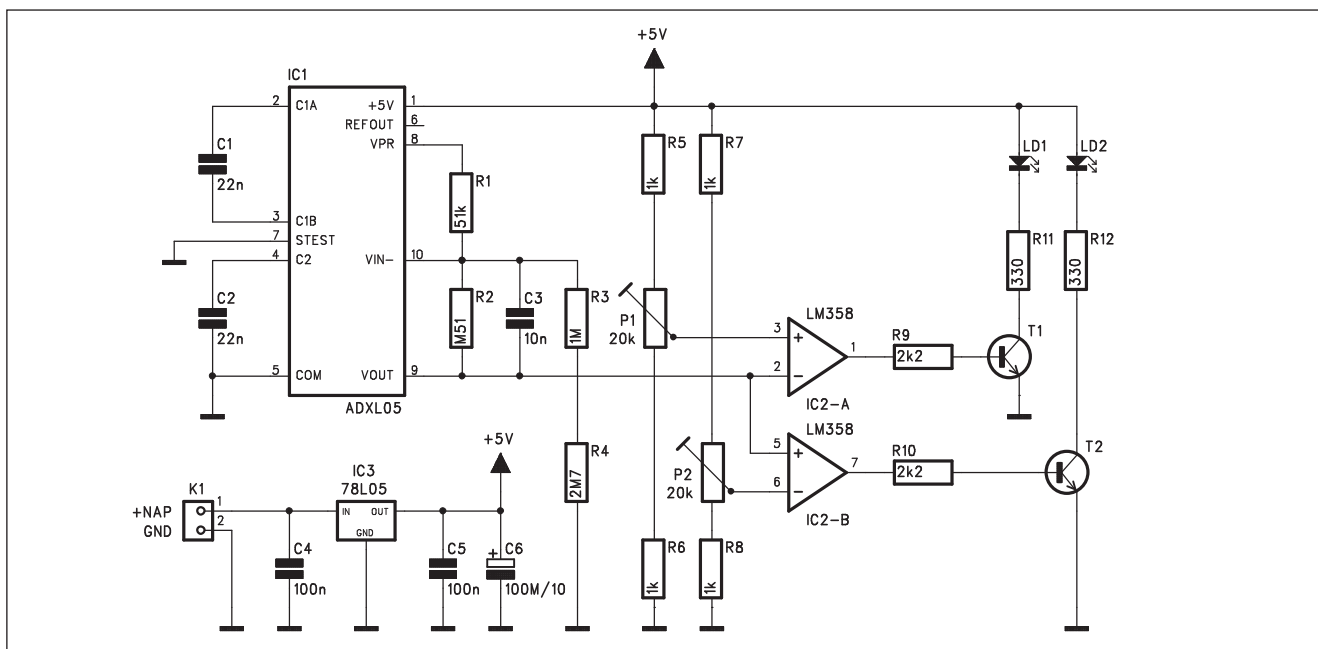 +5V
IC1
2
C1A
+5V
1
REFOUT
6
VPR
8
C1
22n
R1
51k
R5
1k
R7
1k
LD1
LD2
3
C1B
7
STEST
4
C2
VIN-
10
R11
330
R12
330
C2
22n
R2
M51
C3
10n
R3
1M
P1
20k
LM358
3
+
1
2
-
IC2-A
R9
2k2
T1
5
COM
VOUT
9
ADXL05
LM358
5
+
7
6
-
IC2-B
R10
2k2
T2
R4
2M7
P2
20k
+5V
K1
+NAP
1
GND
2
IC3
78L05
IN
OUT
GND
C4
100n
C5
100n
+
C6
100M/10
R6
1k
R8
1k